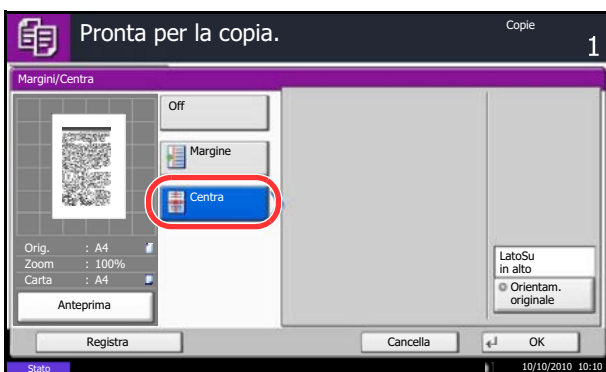 Pronta per la copia.
Copie
1
Margini/Centra
Off
Margine
Centra
Orig. : A4
Zoom : 100%
Carta : A4
Anteprima
LatoSu
in alto
Orientam.
originale
Registra
Cancella
OK
Stato
10/10/2010 10:10